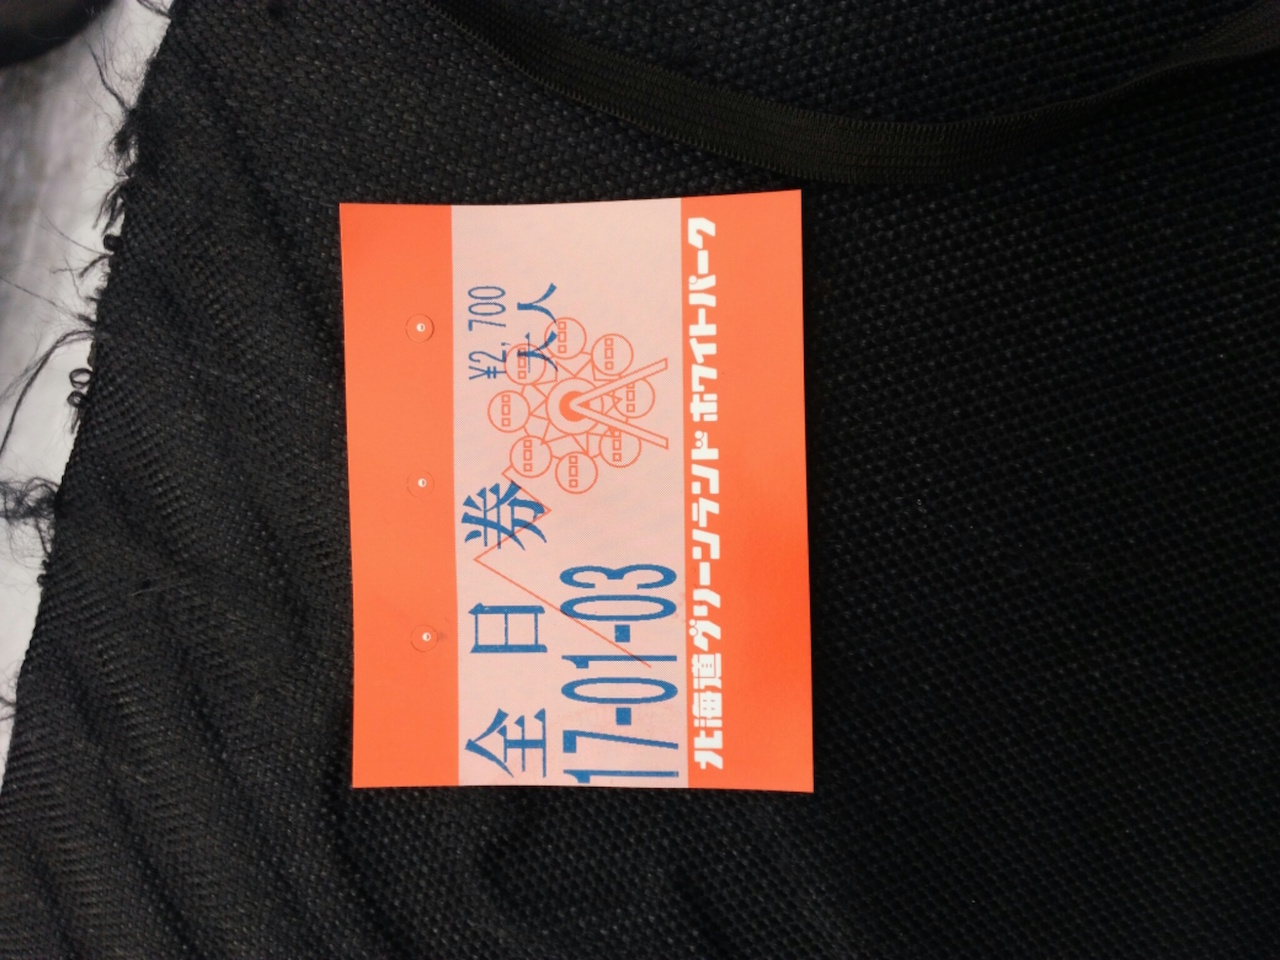 全日券 ¥2,700
大人
17-01-03
北海道グリーンランドホワイトパーク